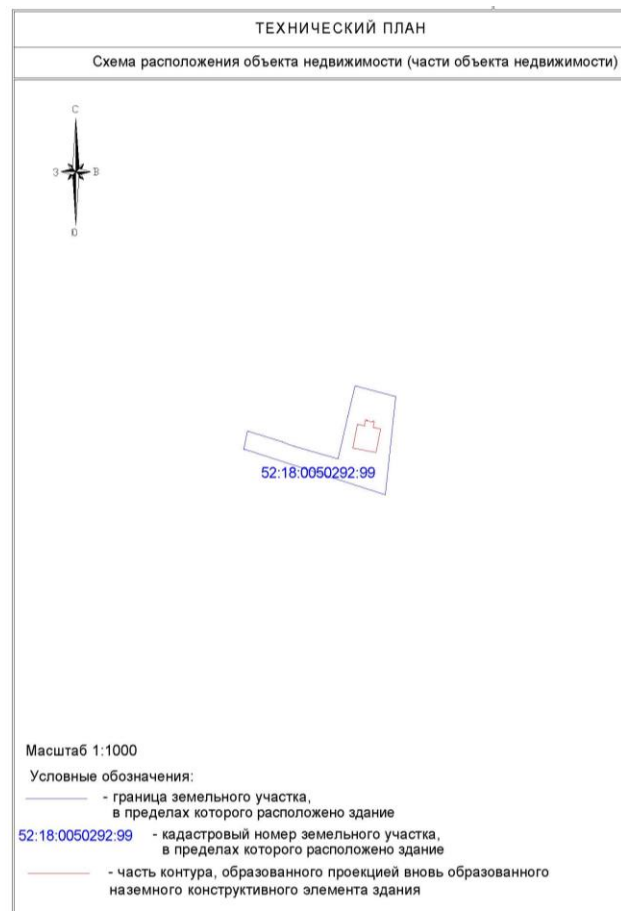 ТЕХНИЧЕСКИЙ ПЛАН
Схема расположения объекта недвижимости (части объекта недвижимости)
С
З В
Ю
52:18:0050292:99
Масштаб 1:1000
Условные обозначения:
- граница земельного участка,
в пределах которого расположено здание
52:18:0050292:99 - кадастровый номер земельного участка,
в пределах которого расположено здание
- часть контура, образованного проекцией вновь образованного
наземного конструктивного элемента здания